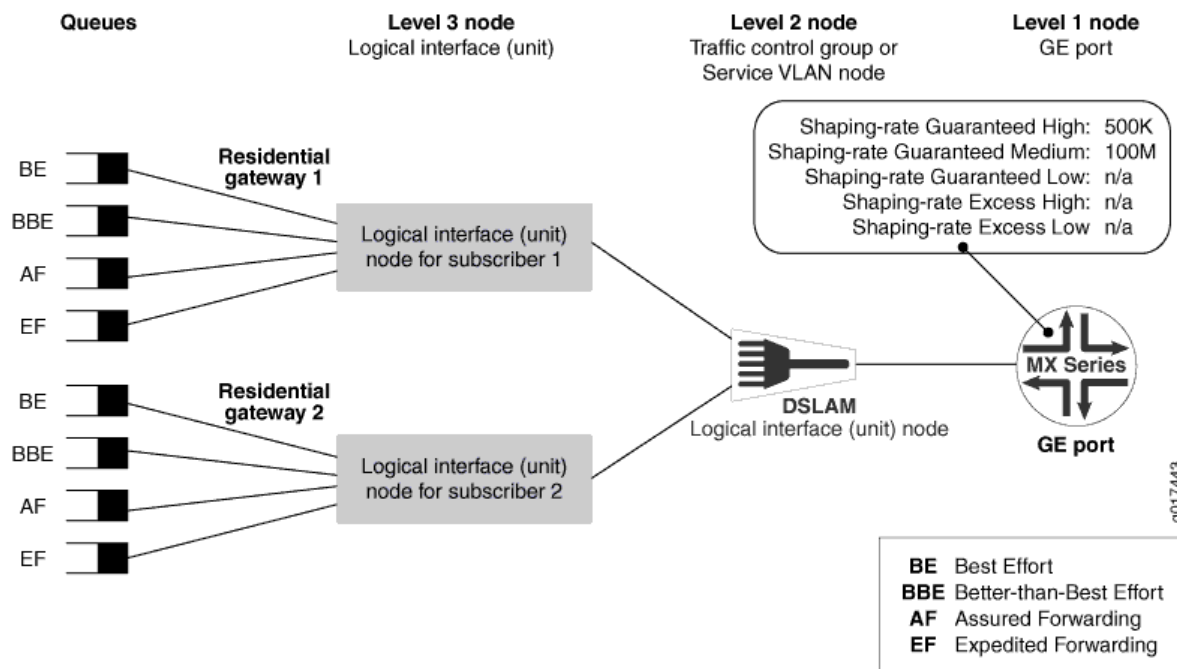 Queues
Level 3 node
Logical interface (unit)
Level 2 node
Traffic control group or
Service VLAN node
Level 1 node
GE port
Shaping-rate Guaranteed High: 500K
Shaping-rate Guaranteed Medium: 100M
Shaping-rate Guaranteed Low: n/a
Shaping-rate Excess High: n/a
Shaping-rate Excess Low n/a
BE
BBE
AF
EF
Residential
gateway 1
Logical interface (unit)
node for subscriber 1
BE
BBE
AF
EF
Residential
gateway 2
Logical interface (unit)
node for subscriber 2
DSLAM
Logical interface (unit) node
MX Series
GE port
g017443
BE Best Effort
BBE Better-than-Best Effort
AF Assured Forwarding
EF Expedited Forwarding